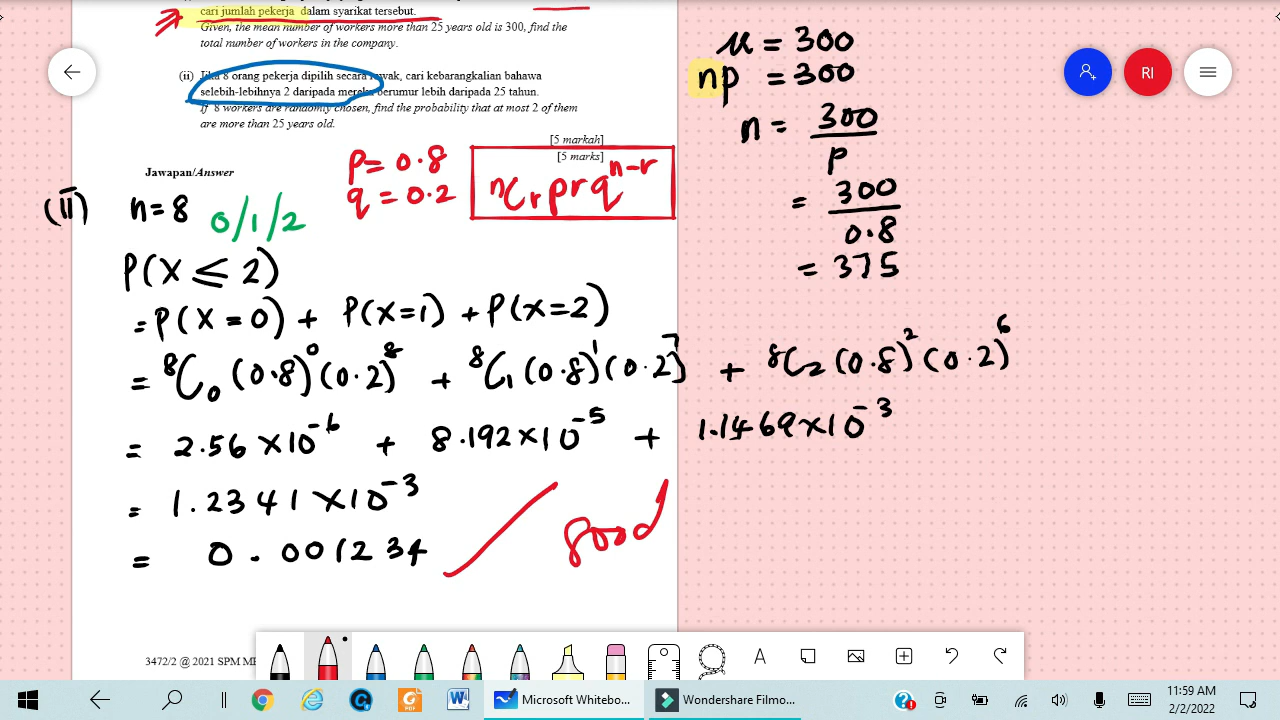 cari jumlah pekerja dalam syarikat tersebut.
Given, the mean number of workers more than 25 years old is 300, find the
total number of workers in the company.
(ii) Jika 8 orang pekerja dipilih secara rawak, cari kebarangkalian bahawa
selebih-lebihnya 2 daripada mereka berumur lebih daripada 25 tahun.
If 8 workers are randomly chosen, find the probability that at most 2 of them
are more than 25 years old.
[5 markah]
[5 marks]
Jawapan/Answer
(ii) n=8 0/1/2
p= 0.8
q = 0.2
ⁿCᵣ pʳ qⁿ⁻ʳ
P(X ≤ 2)
= P(X = 0) + P(X=1) + P(X=2)
= ⁸C₀ (0.8)⁰ (0.2)⁸ + ⁸C₁ (0.8)¹ (0.2)⁷ + ⁸C₂ (0.8)² (0.2)⁶
= 2.56 ×10⁻⁶ + 8.192×10⁻⁵ + 1.1469×10⁻³
= 1.2341 ×10⁻³
= 0.001234
good
μ = 300
np = 300
n = 300/p
= 300/0.8
= 375
RI
3472/2 @ 2021 SPM
A
Microsoft Whitebo...
Wondershare Filmo...
11:59 AM
2/2/2022